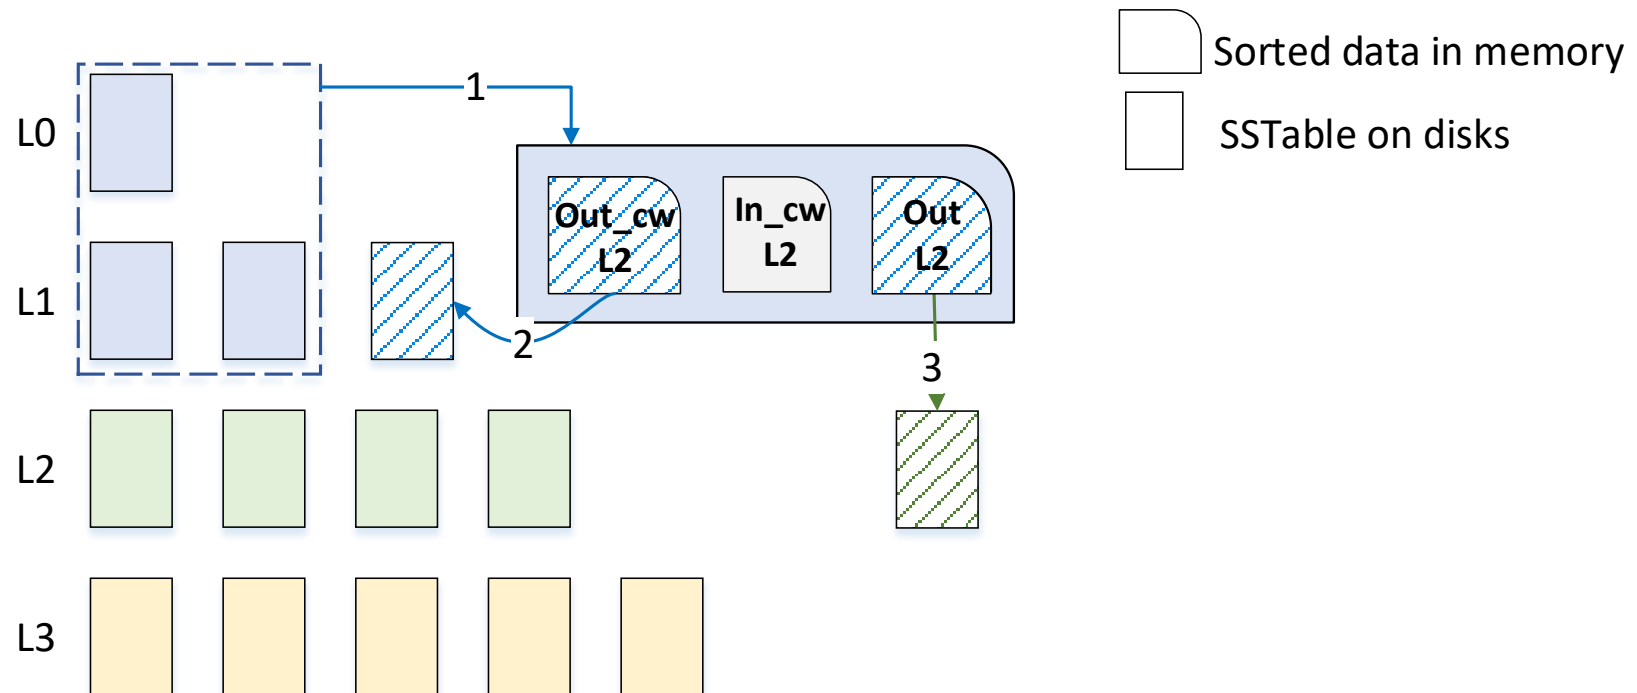 Sorted data in memory
SSTable on disks
1
L0
Out_cw
L2
In_cw
L2
Out
L2
L1
2
3
L2
L3